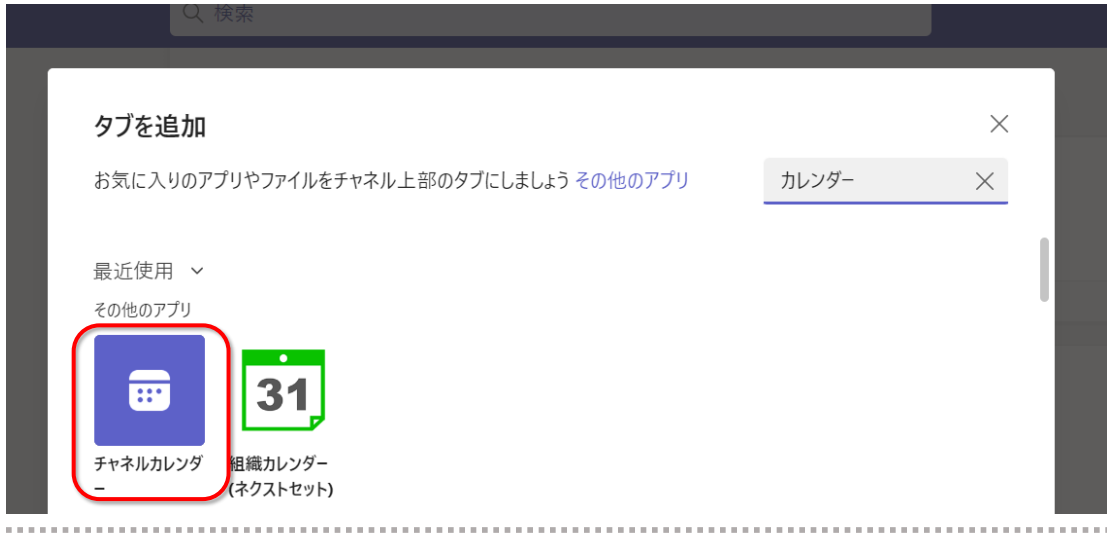 検索
タブを追加
お気に入りのアプリやファイルをチャネル上部のタブにしましょう その他のアプリ
カレンダー
最近使用
その他のアプリ
31
チャネルカレンダ
ー
組織カレンダー
(ネクストセット)